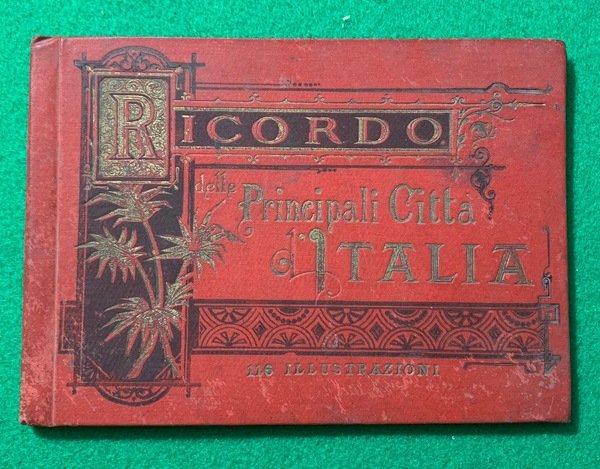 RICORDO
delle Principali Città
d'ITALIA
116 ILLUSTRAZIONI